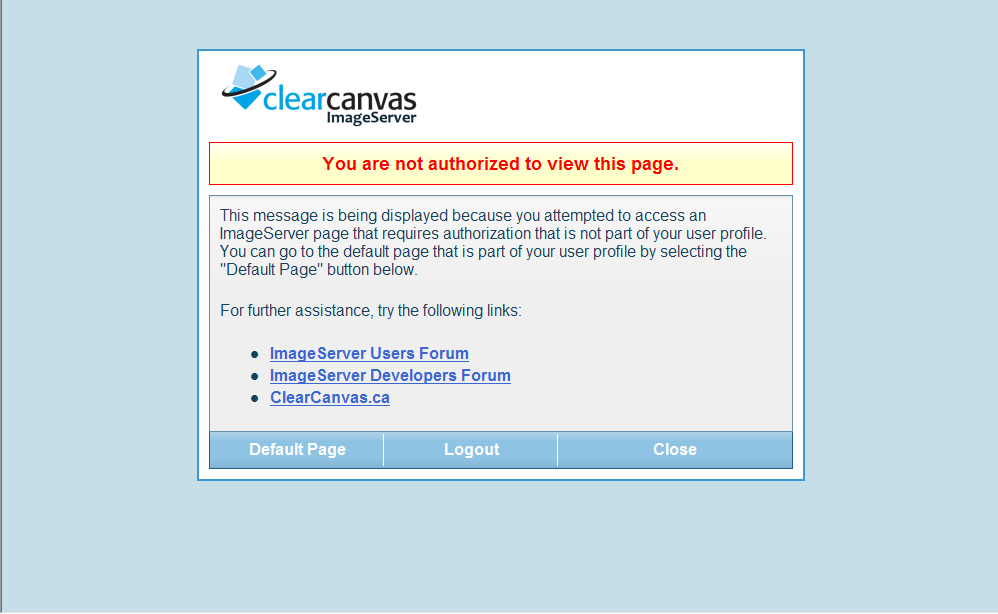 clearcanvas
ImageServer
You are not authorized to view this page.
This message is being displayed because you attempted to access an
ImageServer page that requires authorization that is not part of your user profile.
You can go to the default page that is part of your user profile by selecting the
"Default Page" button below.
For further assistance, try the following links:
● ImageServer Users Forum
● ImageServer Developers Forum
● ClearCanvas.ca
Default Page Logout Close